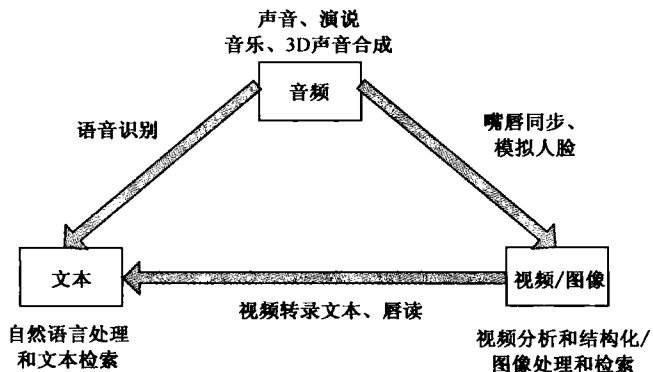 声音、演说
音乐、3D声音合成
音频
语音识别
嘴唇同步、
模拟人脸
文本
视频/图像
视频转录文本、唇读
自然语言处理
和文本检索
视频分析和结构化/
图像处理和检索